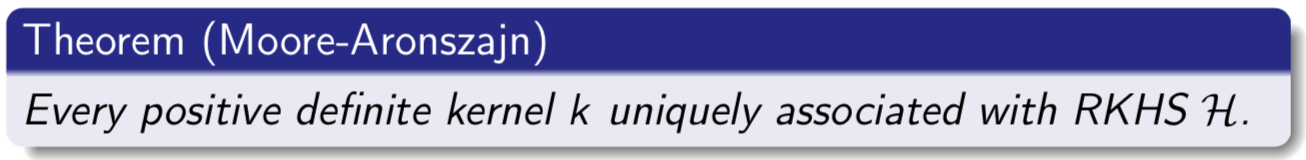 Theorem (Moore-Aronszajn)
Every positive definite kernel k uniquely associated with RKHS ℋ.